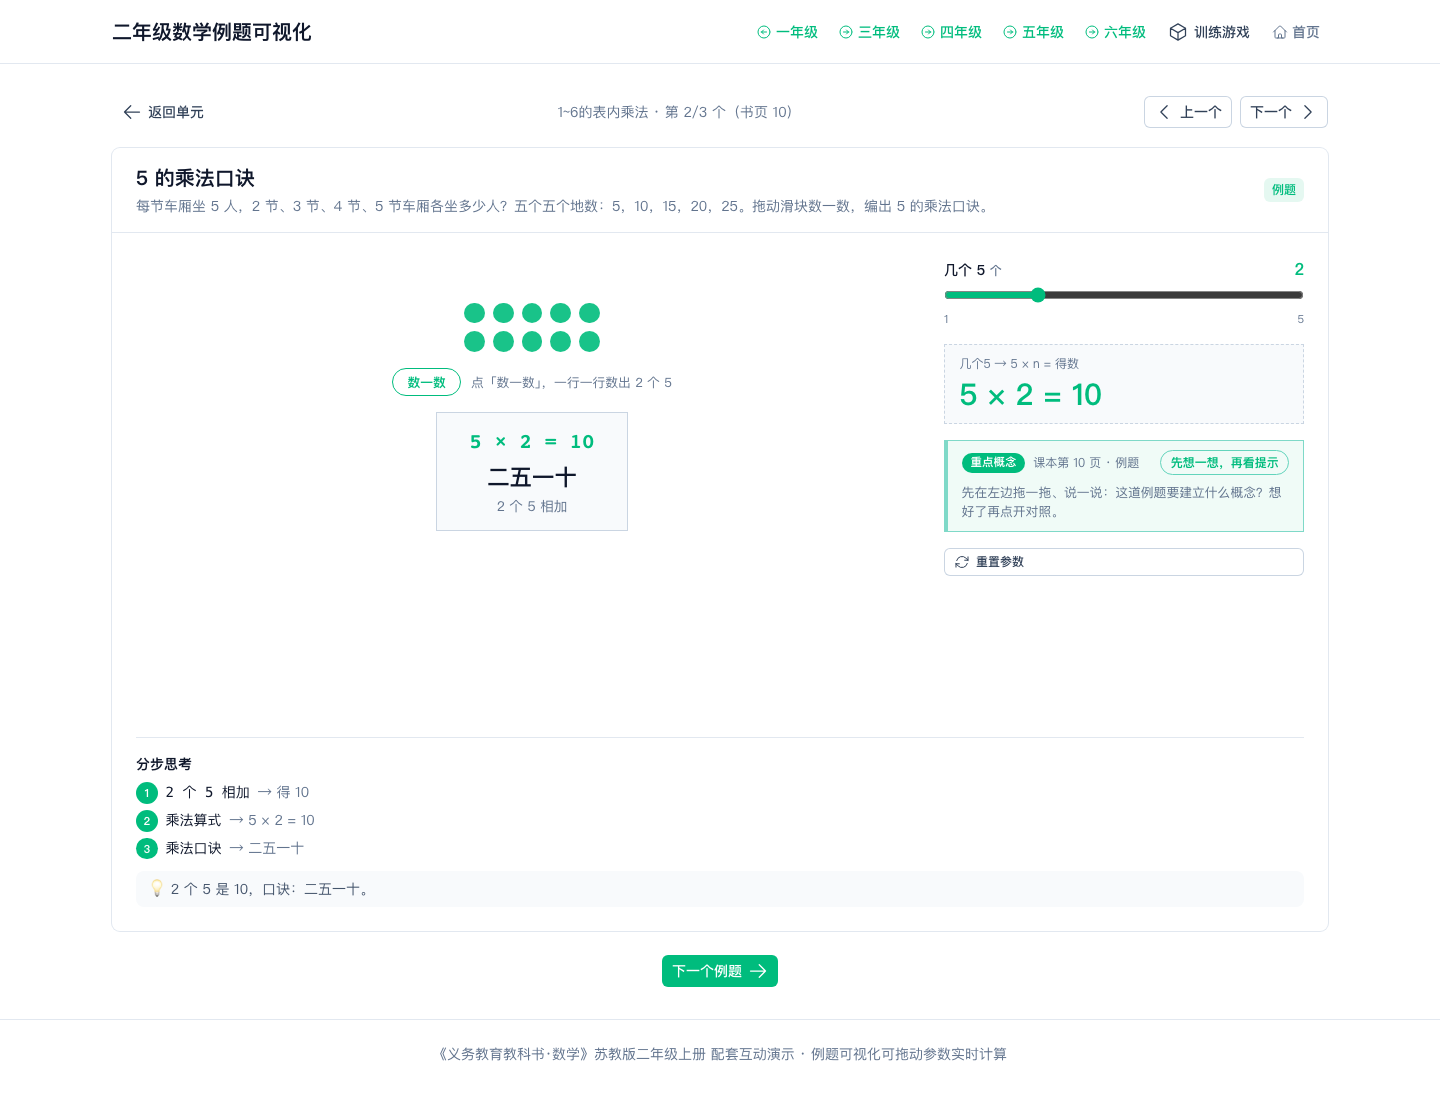 二年级数学例题可视化
一年级 三年级 四年级 五年级 六年级 训练游戏 首页
返回单元
1~6的表内乘法 · 第 2/3 个（书页 10）
上一个 下一个
5 的乘法口诀
每节车厢坐 5 人，2 节、3 节、4 节、5 节车厢各坐多少人？五个五个地数：5，10，15，20，25。拖动滑块数一数，编出 5 的乘法口诀。
例题
数一数 点「数一数」，一行一行数出 2 个 5
5 × 2 = 10
二五一十
2 个 5 相加
几个 5 个 2
1 5
几个5 → 5 × n = 得数
5 × 2 = 10
重点概念 课本第 10 页 · 例题 先想一想，再看提示
先在左边拖一拖、说一说：这道例题要建立什么概念？想
好了再点开对照。
重置参数
分步思考
1 2 个 5 相加 → 得 10
2 乘法算式 → 5 × 2 = 10
3 乘法口诀 → 二五一十
2 个 5 是 10，口诀：二五一十。
下一个例题
《义务教育教科书·数学》苏教版二年级上册 配套互动演示 · 例题可视化可拖动参数实时计算